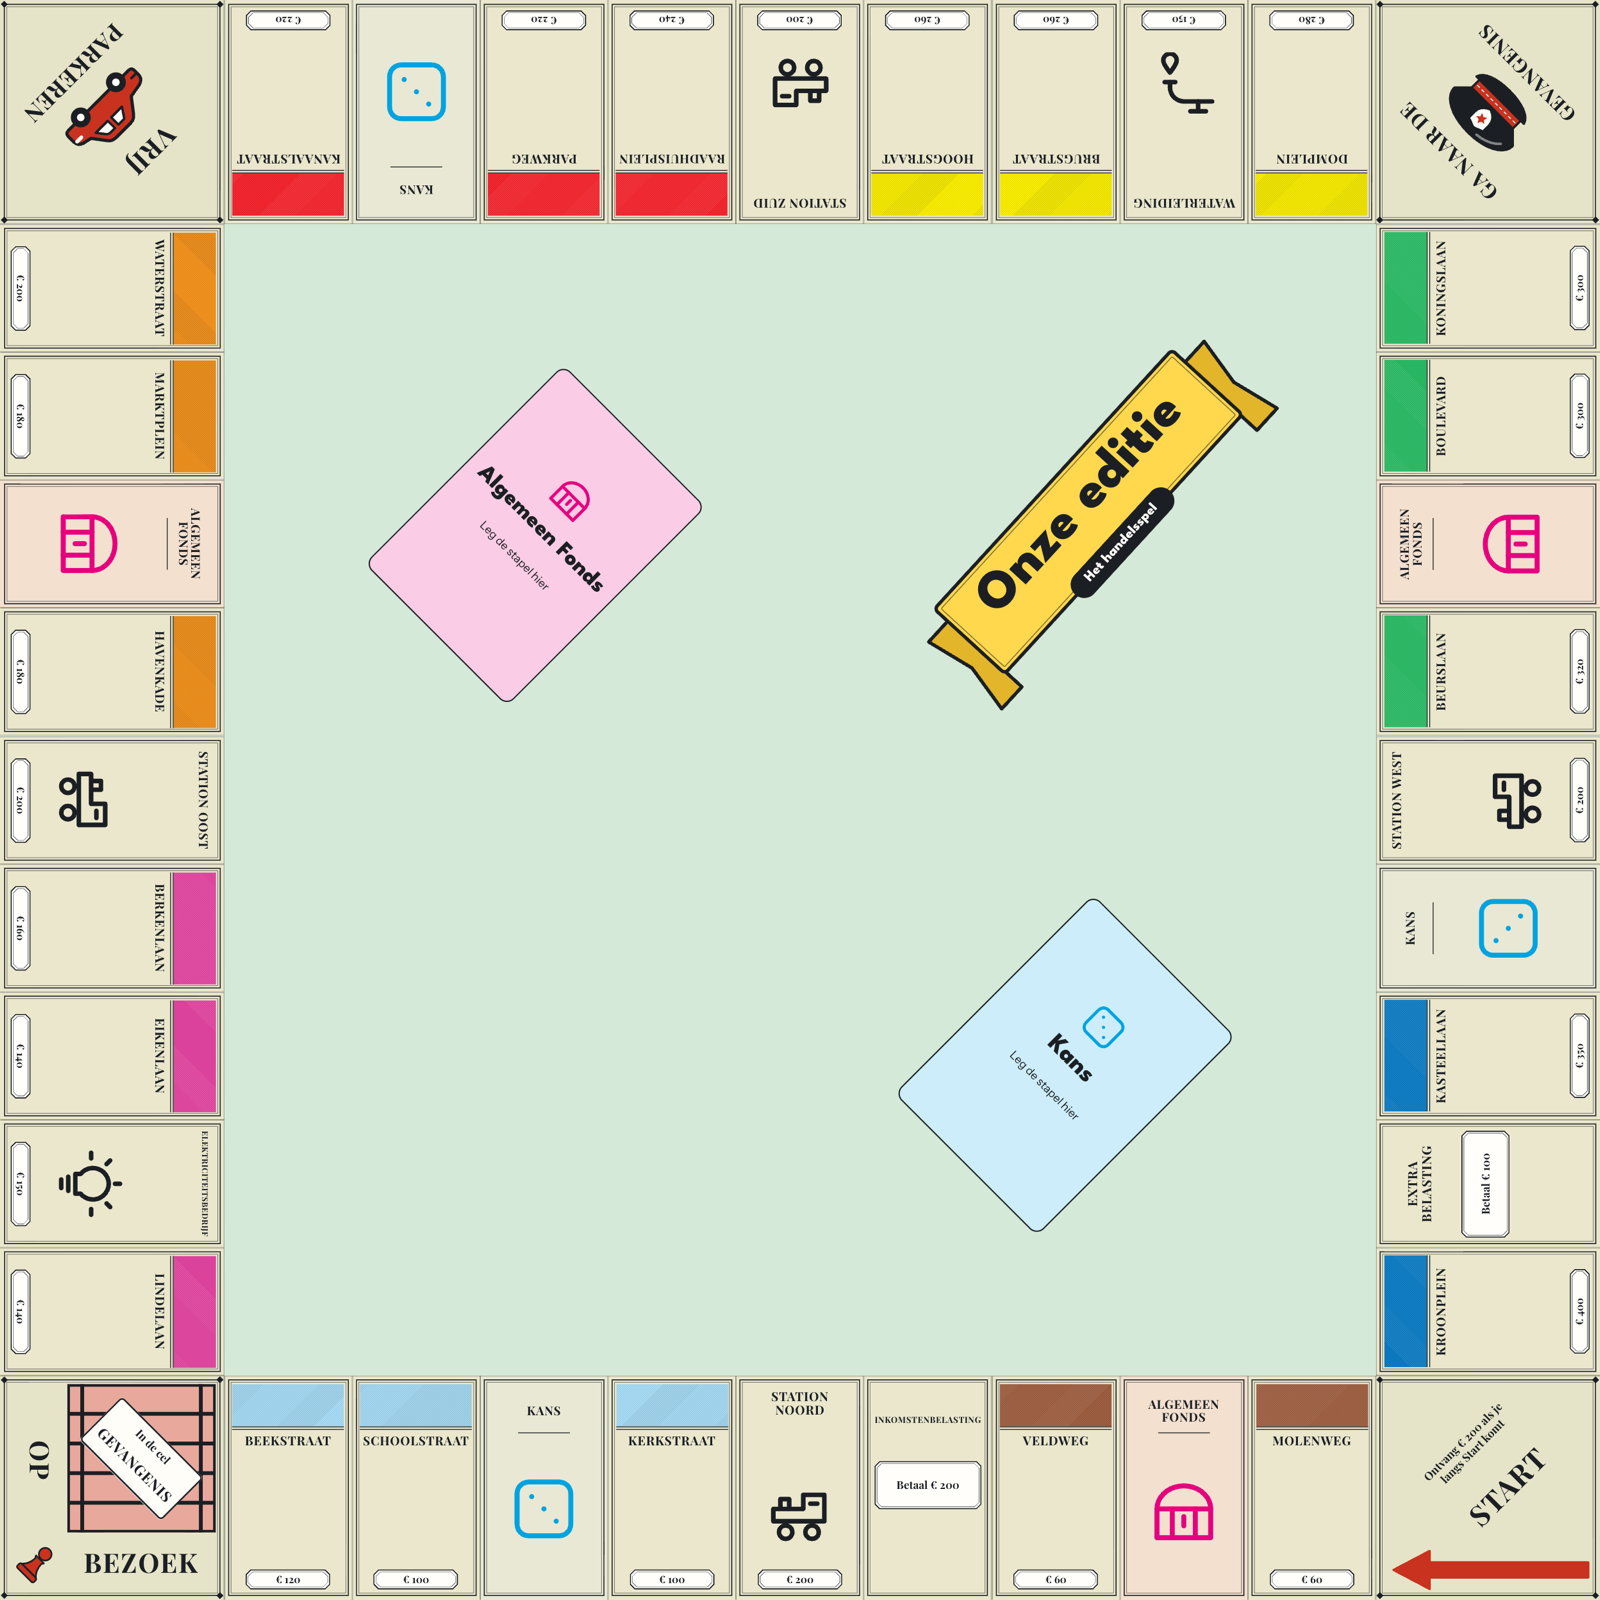 PARKEREN
VRIJ
€ 220
KANAALSTRAAT
KANS
€ 220
PARKWEG
€ 240
RAADHUISPLEIN
€ 200
STATION ZUID
€ 260
HOOGSTRAAT
€ 260
BRUGSTRAAT
€ 150
WATERLEIDING
€ 280
DOMPLEIN
GA NAAR DE
GEVANGENIS
€ 200
WATERSTRAAT
€ 180
MARKTPLEIN
ALGEMEEN
FONDS
€ 180
HAVENKADE
€ 200
STATION OOST
€ 160
BERKENLAAN
€ 140
EIKENLAAN
€ 150
ELEKTRICITEITSBEDRIJF
€ 140
LINDELAAN
Algemeen Fonds
Leg de stapel hier
Onze editie
Het handelsspel
Kans
Leg de stapel hier
KONINGSLAAN
€ 300
BOULEVARD
€ 300
ALGEMEEN
FONDS
BEURSLAAN
€ 320
STATION WEST
€ 200
KANS
KASTEELLAAN
€ 350
EXTRA
BELASTING
Betaal € 100
KROONPLEIN
€ 400
OP
BEZOEK
In de cel
GEVANGENIS
BEEKSTRAAT
€ 120
SCHOOLSTRAAT
€ 100
KANS
KERKSTRAAT
€ 100
STATION
NOORD
€ 200
INKOMSTENBELASTING
Betaal € 200
VELDWEG
€ 60
ALGEMEEN
FONDS
MOLENWEG
€ 60
Ontvang € 200 als je
langs Start komt
START